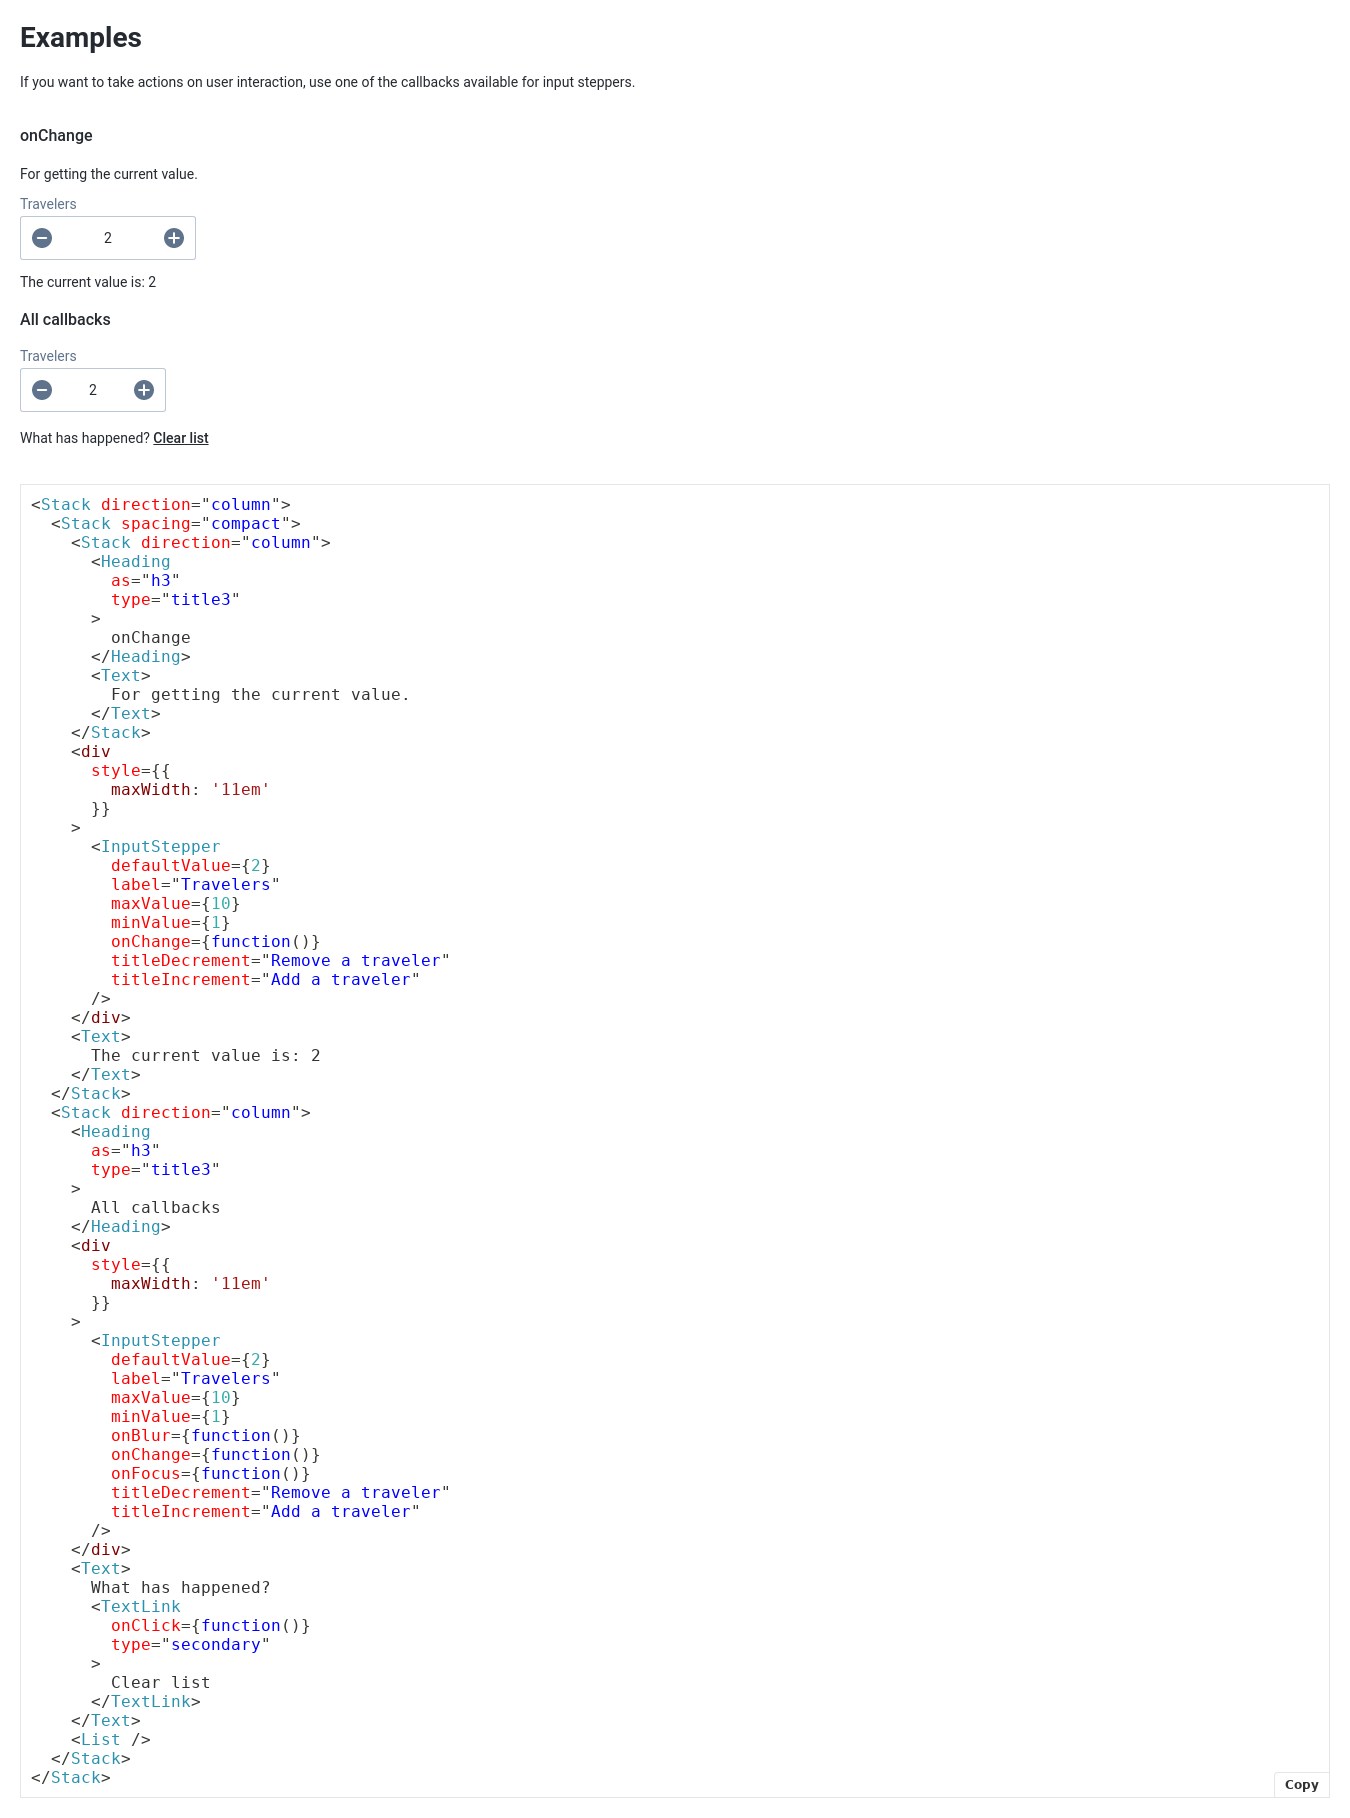 Examples
If you want to take actions on user interaction, use one of the callbacks available for input steppers.
onChange
For getting the current value.
Travelers
2
The current value is: 2
All callbacks
Travelers
2
What has happened? Clear list
<Stack direction="column">
  <Stack spacing="compact">
    <Stack direction="column">
      <Heading
        as="h3"
        type="title3"
      >
        onChange
      </Heading>
      <Text>
        For getting the current value.
      </Text>
    </Stack>
    <div
      style={{
        maxWidth: '11em'
      }}
    >
      <InputStepper
        defaultValue={2}
        label="Travelers"
        maxValue={10}
        minValue={1}
        onChange={function()}
        titleDecrement="Remove a traveler"
        titleIncrement="Add a traveler"
      />
    </div>
    <Text>
      The current value is: 2
    </Text>
  </Stack>
  <Stack direction="column">
    <Heading
      as="h3"
      type="title3"
    >
      All callbacks
    </Heading>
    <div
      style={{
        maxWidth: '11em'
      }}
    >
      <InputStepper
        defaultValue={2}
        label="Travelers"
        maxValue={10}
        minValue={1}
        onBlur={function()}
        onChange={function()}
        onFocus={function()}
        titleDecrement="Remove a traveler"
        titleIncrement="Add a traveler"
      />
    </div>
    <Text>
      What has happened?
      <TextLink
        onClick={function()}
        type="secondary"
      >
        Clear list
      </TextLink>
    </Text>
    <List />
  </Stack>
</Stack>
Copy